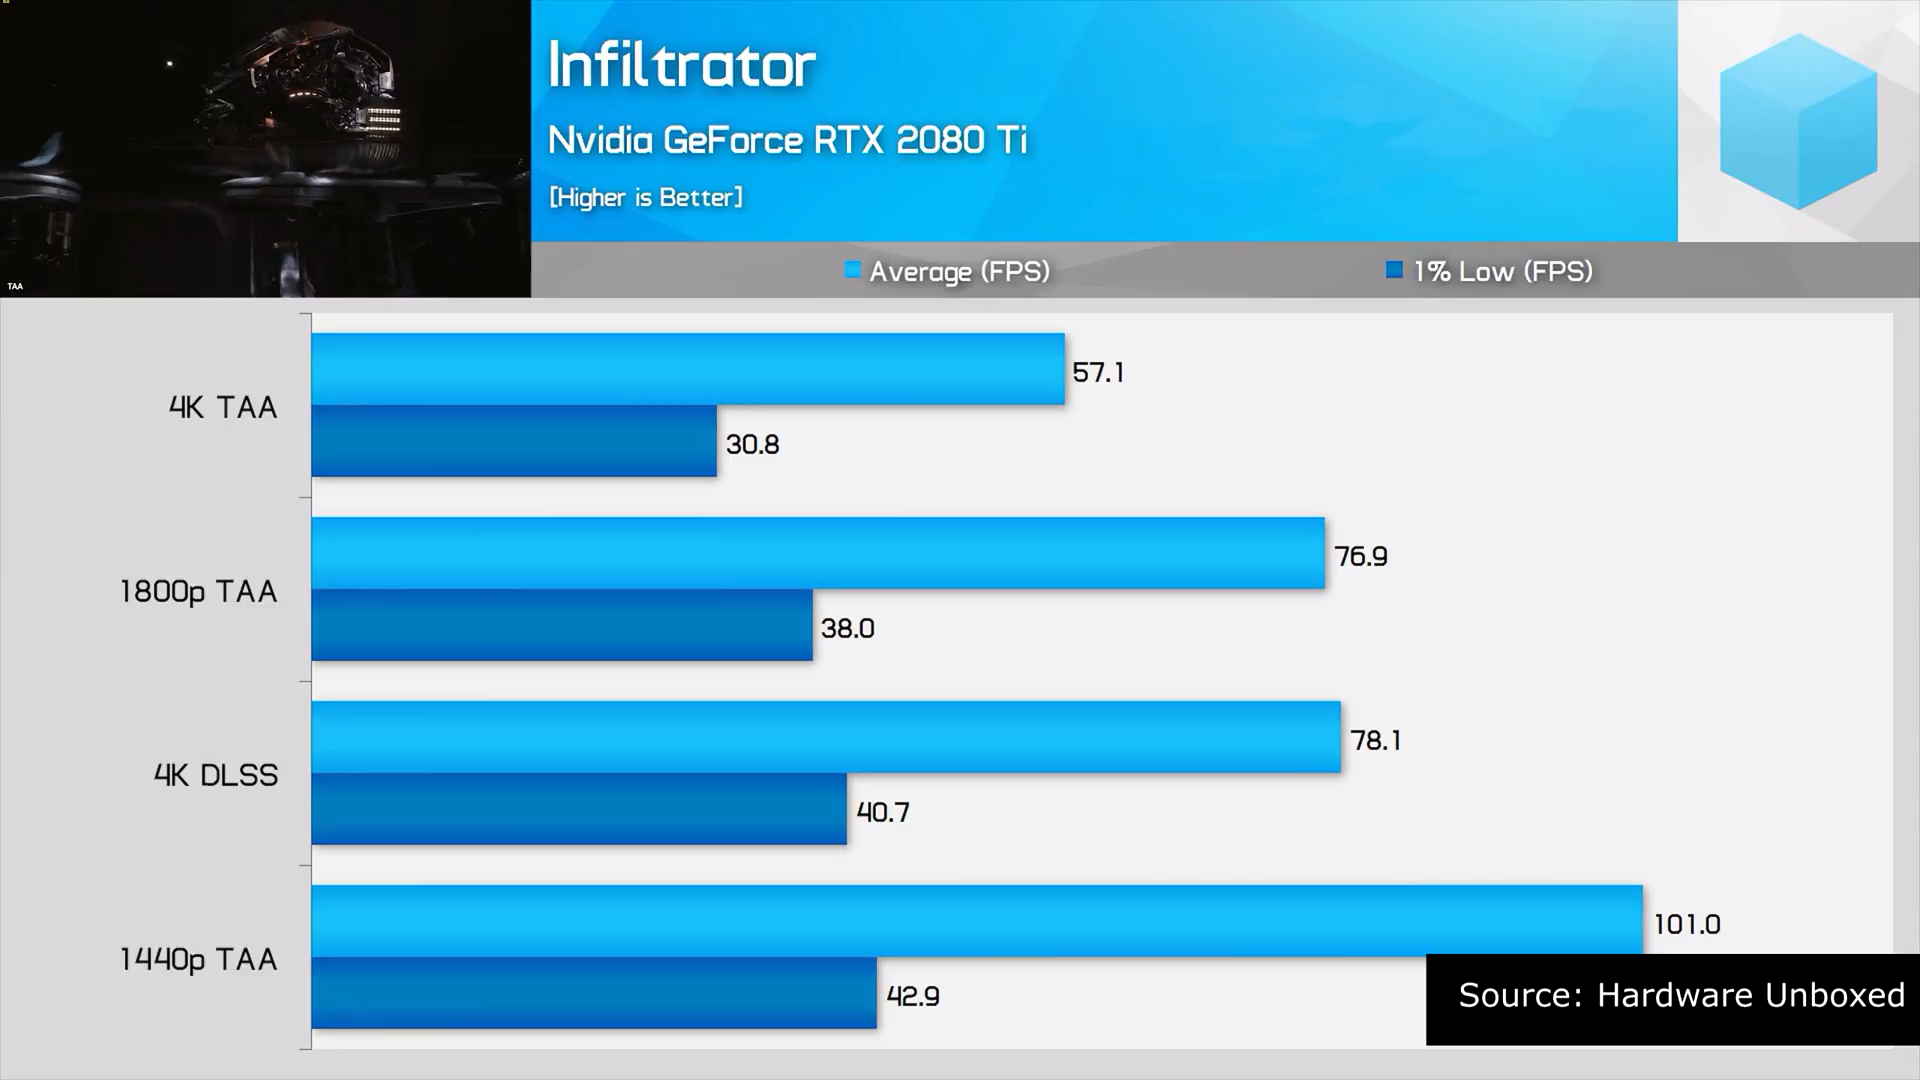 Infiltrator
Nvidia GeForce RTX 2080 Ti
[Higher is Better]
TAA
Average (FPS)
1% Low (FPS)
4K TAA
57.1
30.8
1800p TAA
76.9
38.0
4K DLSS
78.1
40.7
1440p TAA
101.0
42.9
Source: Hardware Unboxed